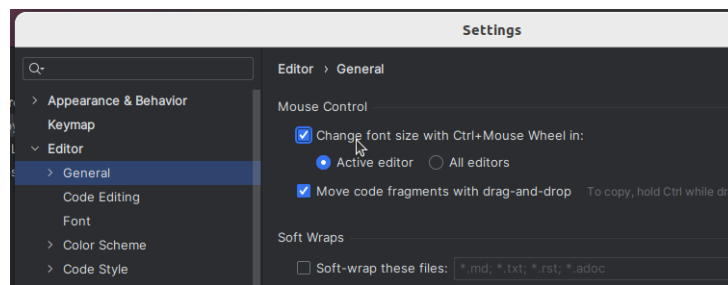 Settings
Appearance & Behavior
Keymap
Editor
General
Code Editing
Font
Color Scheme
Code Style
Editor › General
Mouse Control
Change font size with Ctrl+Mouse Wheel in:
Active editor All editors
Move code fragments with drag-and-drop To copy, hold Ctrl while
Soft Wraps
Soft-wrap these files: *.md; *.txt; *.rst; *.adoc